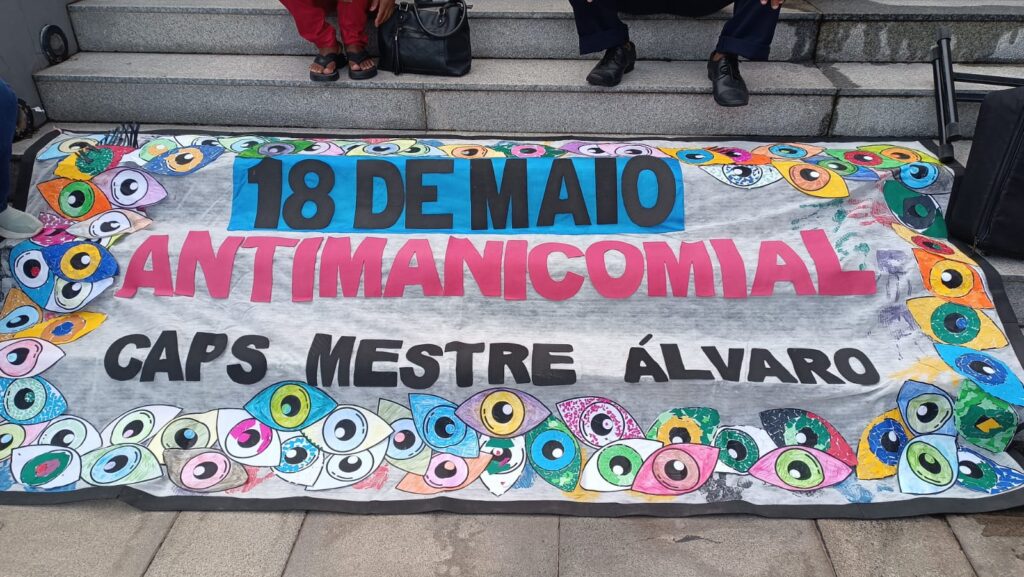 18 DE MAIO
ANTIMANICOMIAL
CAPS MESTRE ÁLVARO